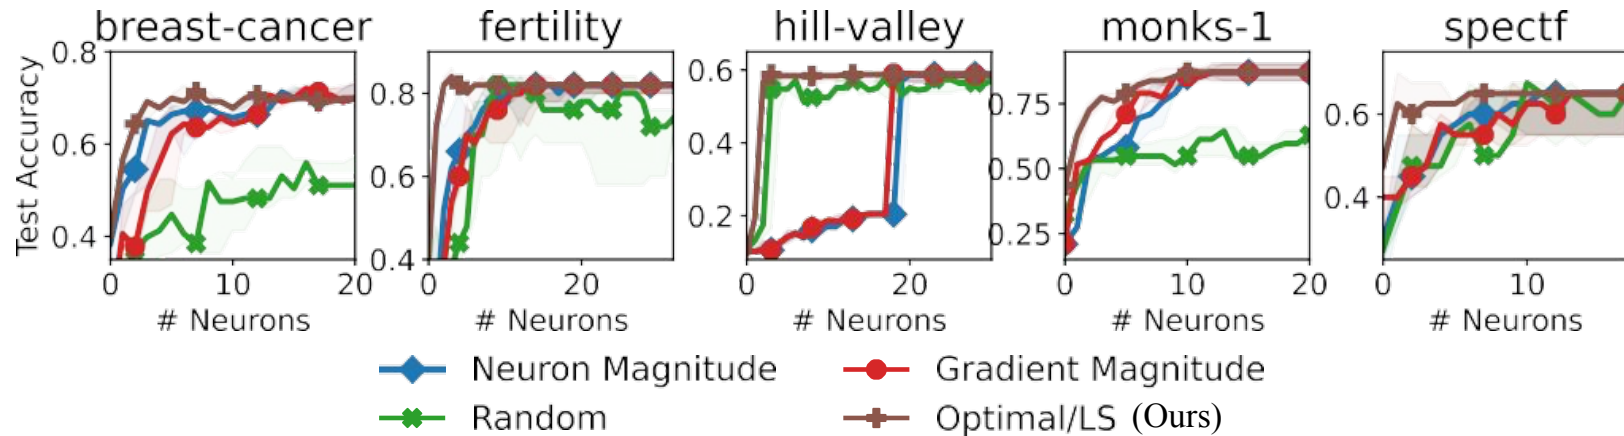 breast-cancer fertility hill-valley monks-1 spectf
Test Accuracy
0.8
0.6
0.4
0 10 20
# Neurons
0.8
0.6
0.4
0 20
# Neurons
0.6
0.4
0.2
0 20
# Neurons
0.75
0.50
0.25
0 10 20
# Neurons
0.6
0.4
0 10
# Neurons
Neuron Magnitude Gradient Magnitude
Random Optimal/LS (Ours)